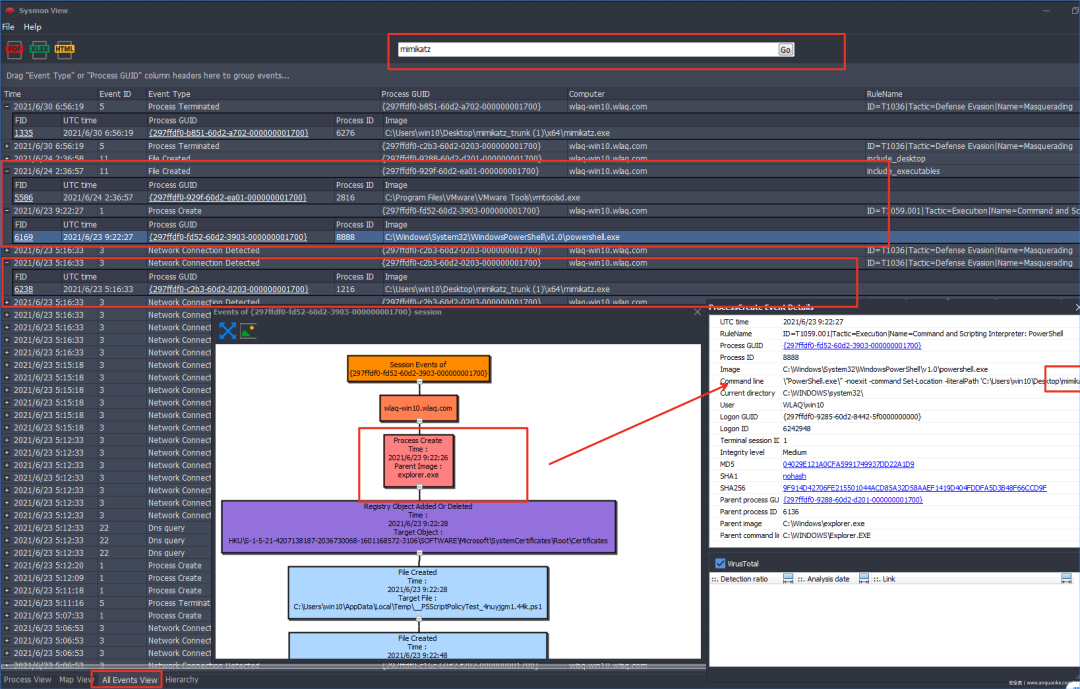 Sysmon View
File Help
PDF XLSX HTML
mimikatz Go
Drag "Event Type" or "Process GUID" column headers here to group events...
Time Event ID Event Type Process GUID Computer RuleName
2021/6/30 6:56:19 5 Process Terminated {297ffdf0-b851-60d2-a702-000000001700} wlaq-win10.wlaq.com ID=T1036|Tactic=Defense Evasion|Name=Masquerading
FID UTC time Process GUID Process ID Image
1335 2021/6/30 6:56:19 {297ffdf0-b851-60d2-a702-000000001700} 6276 C:\Users\win10\Desktop\mimikatz_trunk (1)\x64\mimikatz.exe
2021/6/30 6:56:19 5 Process Terminated {297ffdf0-c2b3-60d2-0203-000000001700} wlaq-win10.wlaq.com ID=T1036|Tactic=Defense Evasion|Name=Masquerading
2021/6/24 2:36:58 11 File Created {297ffdf0-9288-60d2-d201-000000001700} wlaq-win10.wlaq.com include_desktop
2021/6/24 2:36:57 11 File Created {297ffdf0-929f-60d2-ea01-000000001700} wlaq-win10.wlaq.com include_executables
FID UTC time Process GUID Process ID Image
5586 2021/6/24 2:36:57 {297ffdf0-929f-60d2-ea01-000000001700} 2816 C:\Program Files\VMware\VMware Tools\vmtoolsd.exe
2021/6/23 9:22:27 1 Process Create {297ffdf0-fd52-60d2-3903-000000001700} wlaq-win10.wlaq.com ID=T1059.001|Tactic=Execution|Name=Command and Sc
FID UTC time Process GUID Process ID Image
6169 2021/6/23 9:22:27 {297ffdf0-fd52-60d2-3903-000000001700} 8888 C:\Windows\System32\WindowsPowerShell\v1.0\powershell.exe
2021/6/23 5:16:33 3 Network Connection Detected {297ffdf0-c2b3-60d2-0203-000000001700} wlaq-win10.wlaq.com ID=T1036|Tactic=Defense Evasion|Name=Masquerading
2021/6/23 5:16:33 3 Network Connection Detected {297ffdf0-c2b3-60d2-0203-000000001700} wlaq-win10.wlaq.com ID=T1036|Tactic=Defense Evasion|Name=Masquerading
FID UTC time Process GUID Process ID Image
6238 2021/6/23 5:16:33 {297ffdf0-c2b3-60d2-0203-000000001700} 1216 C:\Users\win10\Desktop\mimikatz_trunk (1)\x64\mimikatz.exe
2021/6/23 5:16:33 3 Network Connection Detected {297ffdf0-c2b3-60d2-0203-000000001700} wlaq-win10.wlaq.com ID=T1036|Tactic=Defense Evasion|Name=Masquerading
2021/6/23 5:16:33 3 Network Connect
2021/6/23 5:16:33 3 Network Connect
2021/6/23 5:16:33 3 Network Connect
2021/6/23 5:16:33 3 Network Connect
2021/6/23 5:15:18 3 Network Connect
2021/6/23 5:15:18 3 Network Connect
2021/6/23 5:15:18 3 Network Connect
2021/6/23 5:15:18 3 Network Connect
2021/6/23 5:15:18 3 Network Connect
2021/6/23 5:15:18 3 Network Connect
2021/6/23 5:12:33 3 Network Connect
2021/6/23 5:12:33 3 Network Connect
2021/6/23 5:12:33 3 Network Connect
2021/6/23 5:12:33 3 Network Connect
2021/6/23 5:12:33 3 Network Connect
2021/6/23 5:12:33 3 Network Connect
2021/6/23 5:12:33 3 Network Connect
2021/6/23 5:12:33 22 Dns query
2021/6/23 5:12:33 22 Dns query
2021/6/23 5:12:33 22 Dns query
2021/6/23 5:12:20 1 Process Create
2021/6/23 5:12:09 1 Process Create
2021/6/23 5:11:18 1 Process Create
2021/6/23 5:11:16 5 Process Terminat
2021/6/23 5:07:33 1 Process Create
2021/6/23 5:06:53 3 Network Connect
2021/6/23 5:06:53 3 Network Connect
2021/6/23 5:06:53 3 Network Connect
Events of {297ffdf0-fd52-60d2-3903-000000001700} session
Session Events of
{297ffdf0-fd52-60d2-3903-000000001700}
wlaq-win10.wlaq.com
Process Create
Time :
2021/6/23 9:22:26
Parent Image :
explorer.exe
Registry Object Added Or Deleted
Time :
2021/6/23 9:22:28
Target Object :
HKU\S-1-5-21-4207138187-2036730068-1601168572-3106\SOFTWARE\Microsoft\SystemCertificates\Root\Certificates
File Created
Time :
2021/6/23 9:22:28
Target File :
C:\Users\win10\AppData\Local\Temp\__PSScriptPolicyTest_4nuyjgm1.44k.ps1
File Created
Time :
2021/6/23 9:22:48
ProcessCreate Event Details
UTC time 2021/6/23 9:22:27
RuleName ID=T1059.001|Tactic=Execution|Name=Command and Scripting Interpreter: PowerShell
Process GUID {297ffdf0-fd52-60d2-3903-000000001700}
Process ID 8888
Image C:\Windows\System32\WindowsPowerShell\v1.0\powershell.exe
Command line \"PowerShell.exe\" -noexit -command Set-Location -literalPath 'C:\Users\win10\Desktop\mimika
Current directory C:\WINDOWS\system32\
User WLAQ\win10
Logon GUID {297ffdf0-9285-60d2-8442-5f0000000000}
Logon ID 6242948
Terminal session ID 1
Integrity level Medium
MD5 04029E121A0CFA5991749937DD22A1D9
SHA1 nohash
SHA256 9F914D42706FE215501044ACD85A32D58AAEF1419D404FDDFA5D3B48F66CCD9F
Parent process GU {297ffdf0-9288-60d2-d201-000000001700}
Parent process ID 6136
Parent image C:\Windows\explorer.exe
Parent command lin C:\WINDOWS\Explorer.EXE
VirusTotal
Detection ratio Analysis date Link
Process View Map View All Events View Hierarchy
安全客 ( www.anquanke.com )